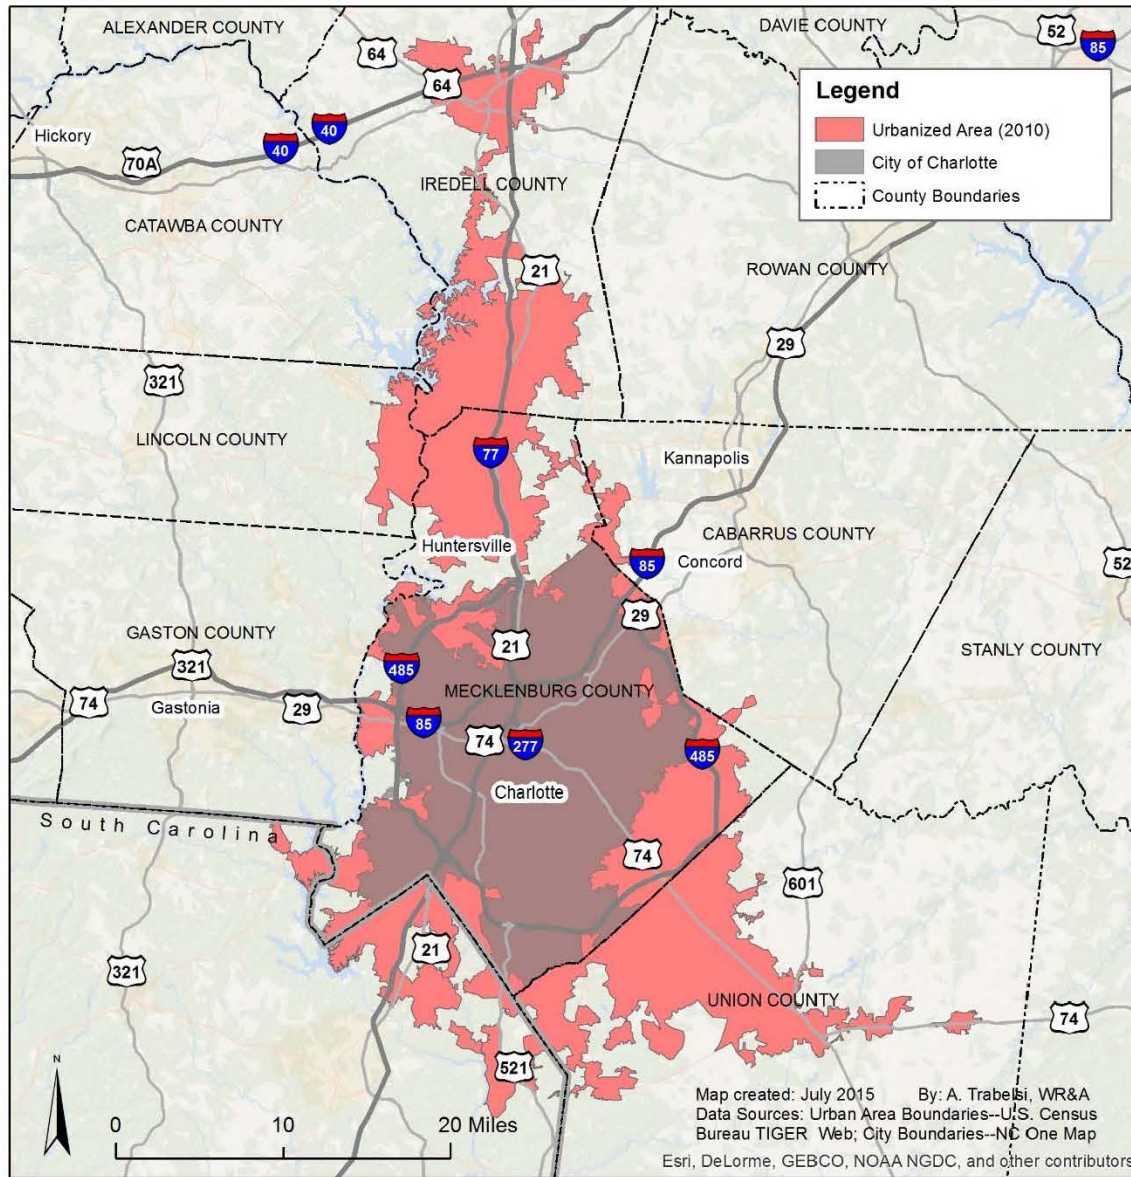 ALEXANDER COUNTY
DAVIE COUNTY
52
85
64
64
Legend
Urbanized Area (2010)
City of Charlotte
County Boundaries
Hickory
40
40
70A
IREDELL COUNTY
CATAWBA COUNTY
21
ROWAN COUNTY
29
321
LINCOLN COUNTY
77
Kannapolis
CABARRUS COUNTY
Huntersville
85
Concord
52
29
GASTON COUNTY
321
21
STANLY COUNTY
485
MECKLENBURG COUNTY
74
Gastonia
29
85
74
277
485
Charlotte
South Carolina
74
601
21
321
UNION COUNTY
74
521
N
0
10
20 Miles
Map created: July 2015 By: A. Trabelsi, WR&A
Data Sources: Urban Area Boundaries--U.S. Census
Bureau TIGER Web; City Boundaries--NC One Map
Esri, DeLorme, GEBCO, NOAA NGDC, and other contributors